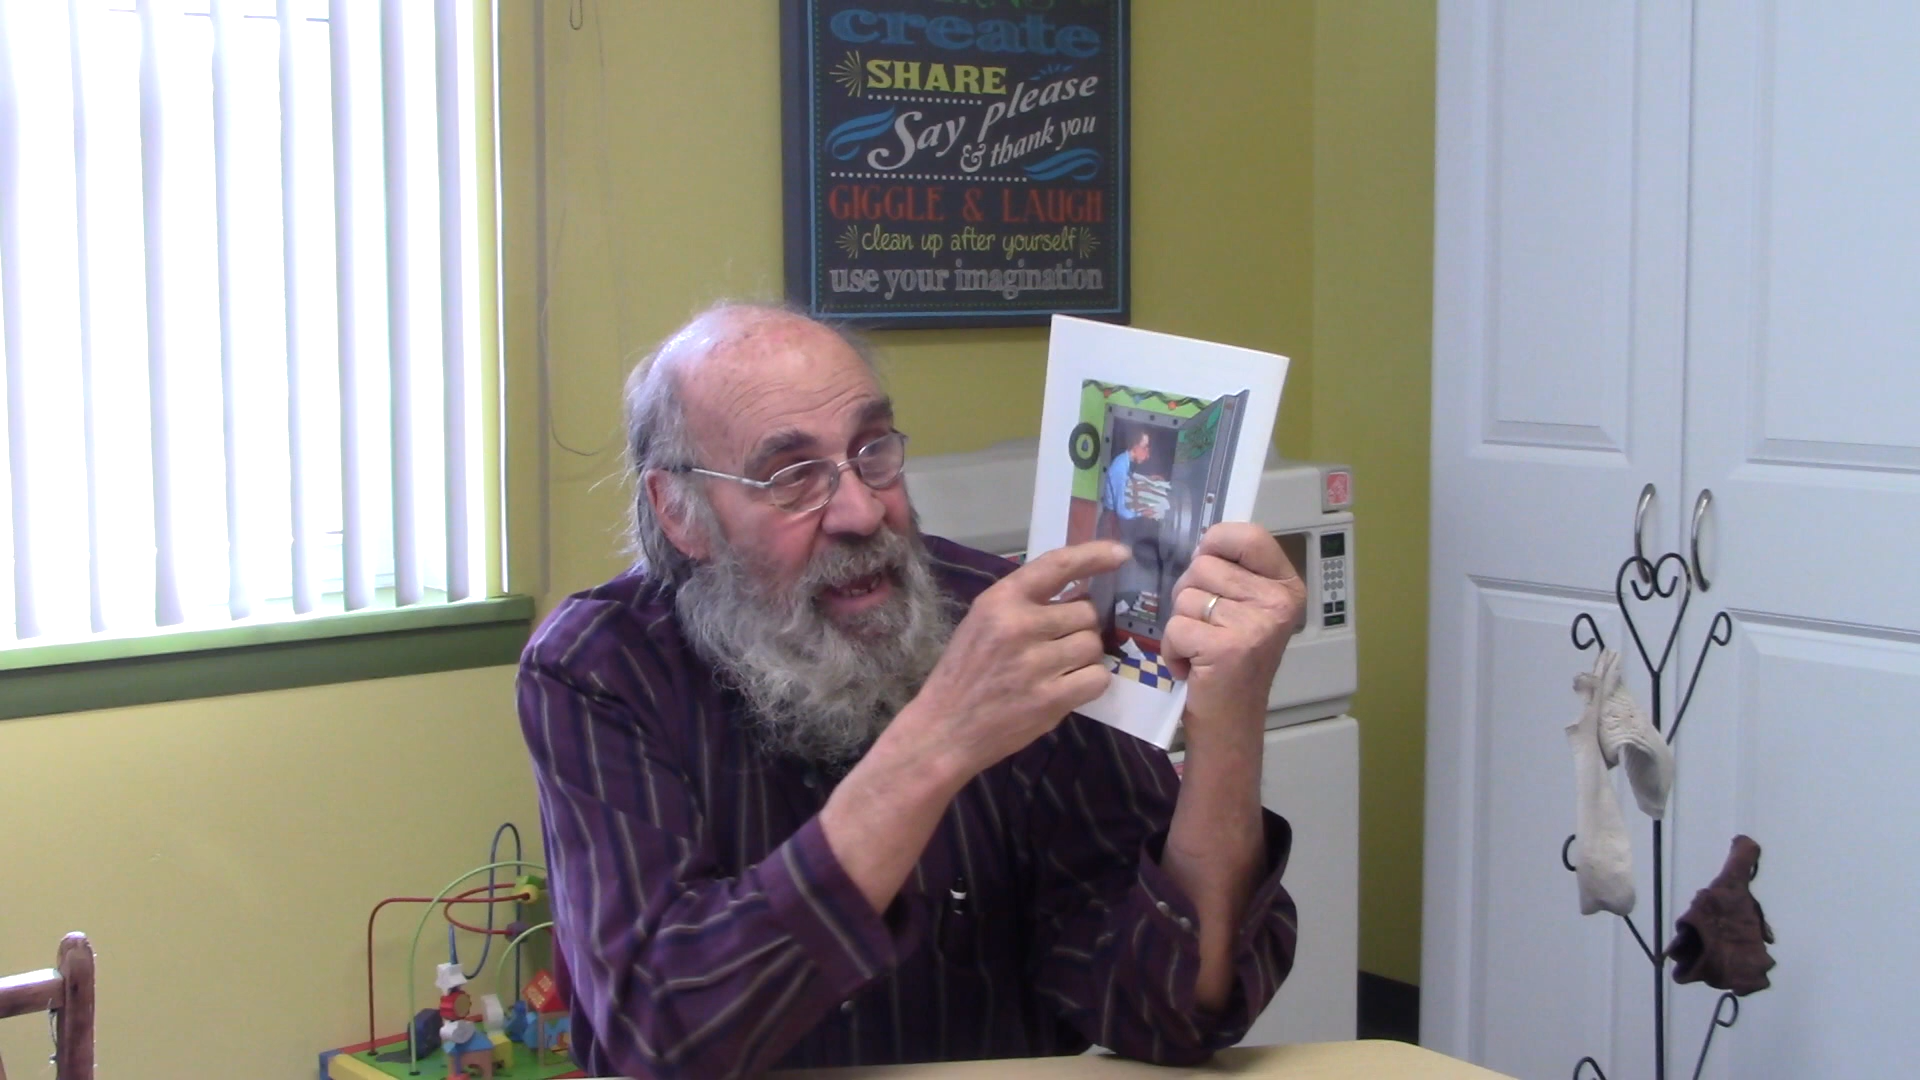 create
SHARE
Say please
& thank you
GIGGLE & LAUGH
clean up after yourself
use your imagination